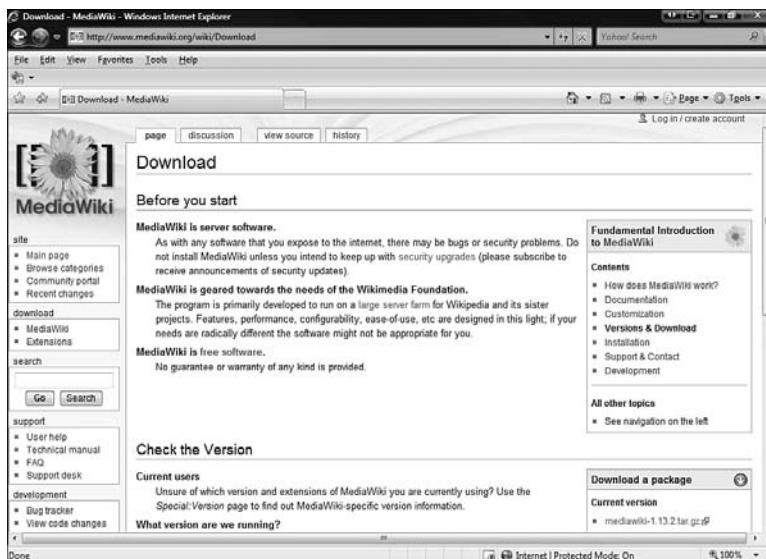 Download - MediaWiki - Windows Internet Explorer
http://www.mediawiki.org/wiki/Download
Yahoo! Search
File Edit View Favorites Tools Help
Download - MediaWiki
Page Tools
Log in / create account
page discussion view source history
MediaWiki
site
Main page
Browse categories
Community portal
Recent changes
download
MediaWiki
Extensions
search
Go Search
support
User help
Technical manual
FAQ
Support desk
development
Bug tracker
View code changes
Download
Before you start
MediaWiki is server software.
As with any software that you expose to the internet, there may be bugs or security problems. Do
not install MediaWiki unless you intend to keep up with security upgrades (please subscribe to
receive announcements of security updates).
MediaWiki is geared towards the needs of the Wikimedia Foundation.
The program is primarily developed to run on a large server farm for Wikipedia and its sister
projects. Features, performance, configurability, ease-of-use, etc are designed in this light; if your
needs are radically different the software might not be appropriate for you.
MediaWiki is free software.
No guarantee or warranty of any kind is provided.
Check the Version
Current users
Unsure of which version and extensions of MediaWiki you are currently using? Use the
Special:Version page to find out MediaWiki-specific version information.
What version are we running?
Fundamental Introduction
to MediaWiki
Contents
How does MediaWiki work?
Documentation
Customization
Versions & Download
Installation
Support & Contact
Development
All other topics
See navigation on the left
Download a package
Current version
mediawiki-1.13.2.tar.gz
Done
Internet | Protected Mode: On
100%